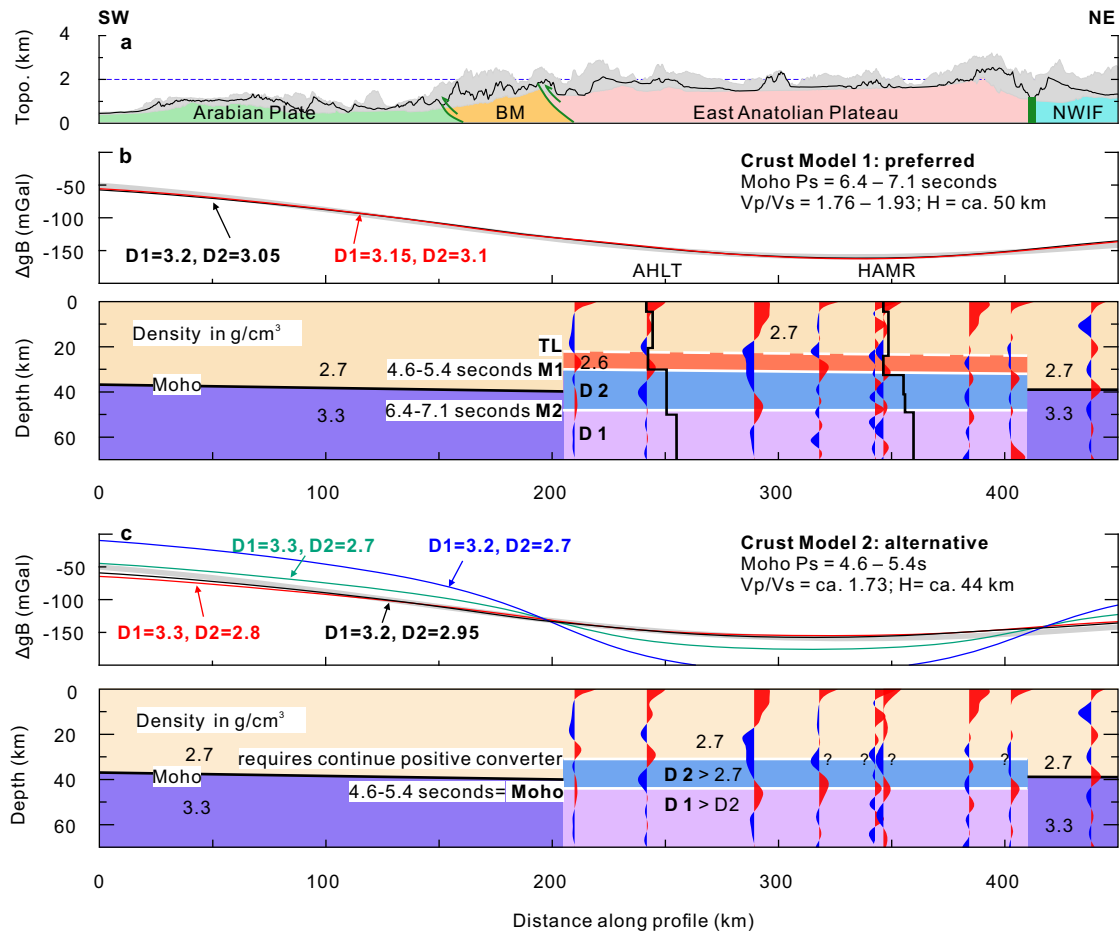 SW
NE
a
Topo. (km)
4
2
0
Arabian Plate
BM
East Anatolian Plateau
NWIF
b
ΔgB (mGal)
-50
-100
-150
Crust Model 1: preferred
Moho Ps = 6.4 – 7.1 seconds
Vp/Vs = 1.76 – 1.93; H = ca. 50 km
D1=3.2, D2=3.05
D1=3.15, D2=3.1
AHLT
HAMR
Depth (km)
0
20
40
60
Density in g/cm³
2.7
TL
2.6
4.6-5.4 seconds M1
2.7
2.7
Moho
D 2
3.3
6.4-7.1 seconds M2
3.3
D 1
0
100
200
300
400
c
ΔgB (mGal)
-50
-100
-150
D1=3.3, D2=2.7
D1=3.2, D2=2.7
Crust Model 2: alternative
Moho Ps = 4.6 – 5.4s
Vp/Vs = ca. 1.73; H= ca. 44 km
D1=3.3, D2=2.8
D1=3.2, D2=2.95
Depth (km)
0
20
40
60
Density in g/cm³
2.7
2.7
requires continue positive converter
?
?
?
?
2.7
Moho
D 2 > 2.7
4.6-5.4 seconds= Moho
3.3
D 1 > D2
3.3
0
100
200
300
400
Distance along profile (km)